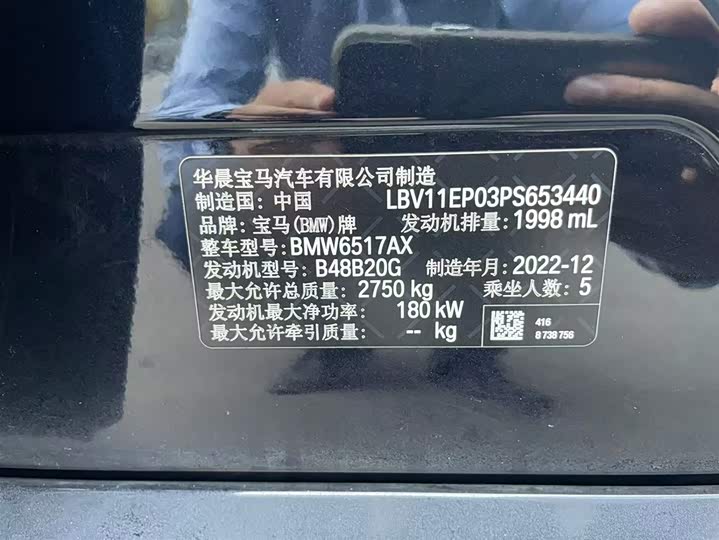 华晨宝马汽车有限公司制造
制造国: 中国 LBV11EP03PS653440
品牌: 宝马(BMW)牌 发动机排量: 1998 mL
整车型号: BMW6517AX
发动机型号: B48B20G 制造年月: 2022-12
最大允许总质量: 2750 kg 乘坐人数: 5
发动机最大净功率: 180 kW
最大允许牵引质量: -- kg
416
8 738 756